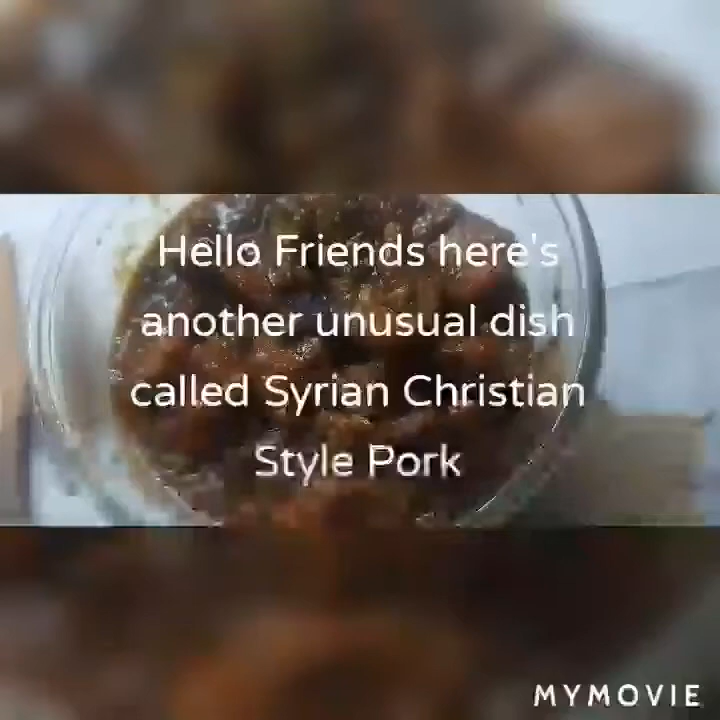 Hello Friends here's
another unusual dish
called Syrian Christian
Style Pork
MYMOVIE